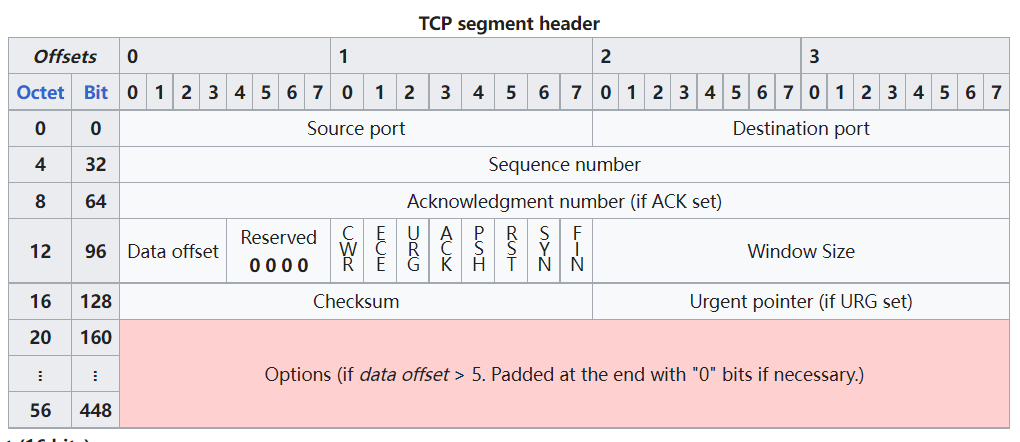 TCP segment header
Offsets 0 1 2 3
Octet Bit 0 1 2 3 4 5 6 7 0 1 2 3 4 5 6 7 0 1 2 3 4 5 6 7 0 1 2 3 4 5 6 7
0 0 Source port Destination port
4 32 Sequence number
8 64 Acknowledgment number (if ACK set)
12 96 Data offset Reserved 0 0 0 0 CWR ECE URG ACK PSH RST SYN FIN Window Size
16 128 Checksum Urgent pointer (if URG set)
20 160
⋮ ⋮ Options (if data offset > 5. Padded at the end with "0" bits if necessary.)
56 448